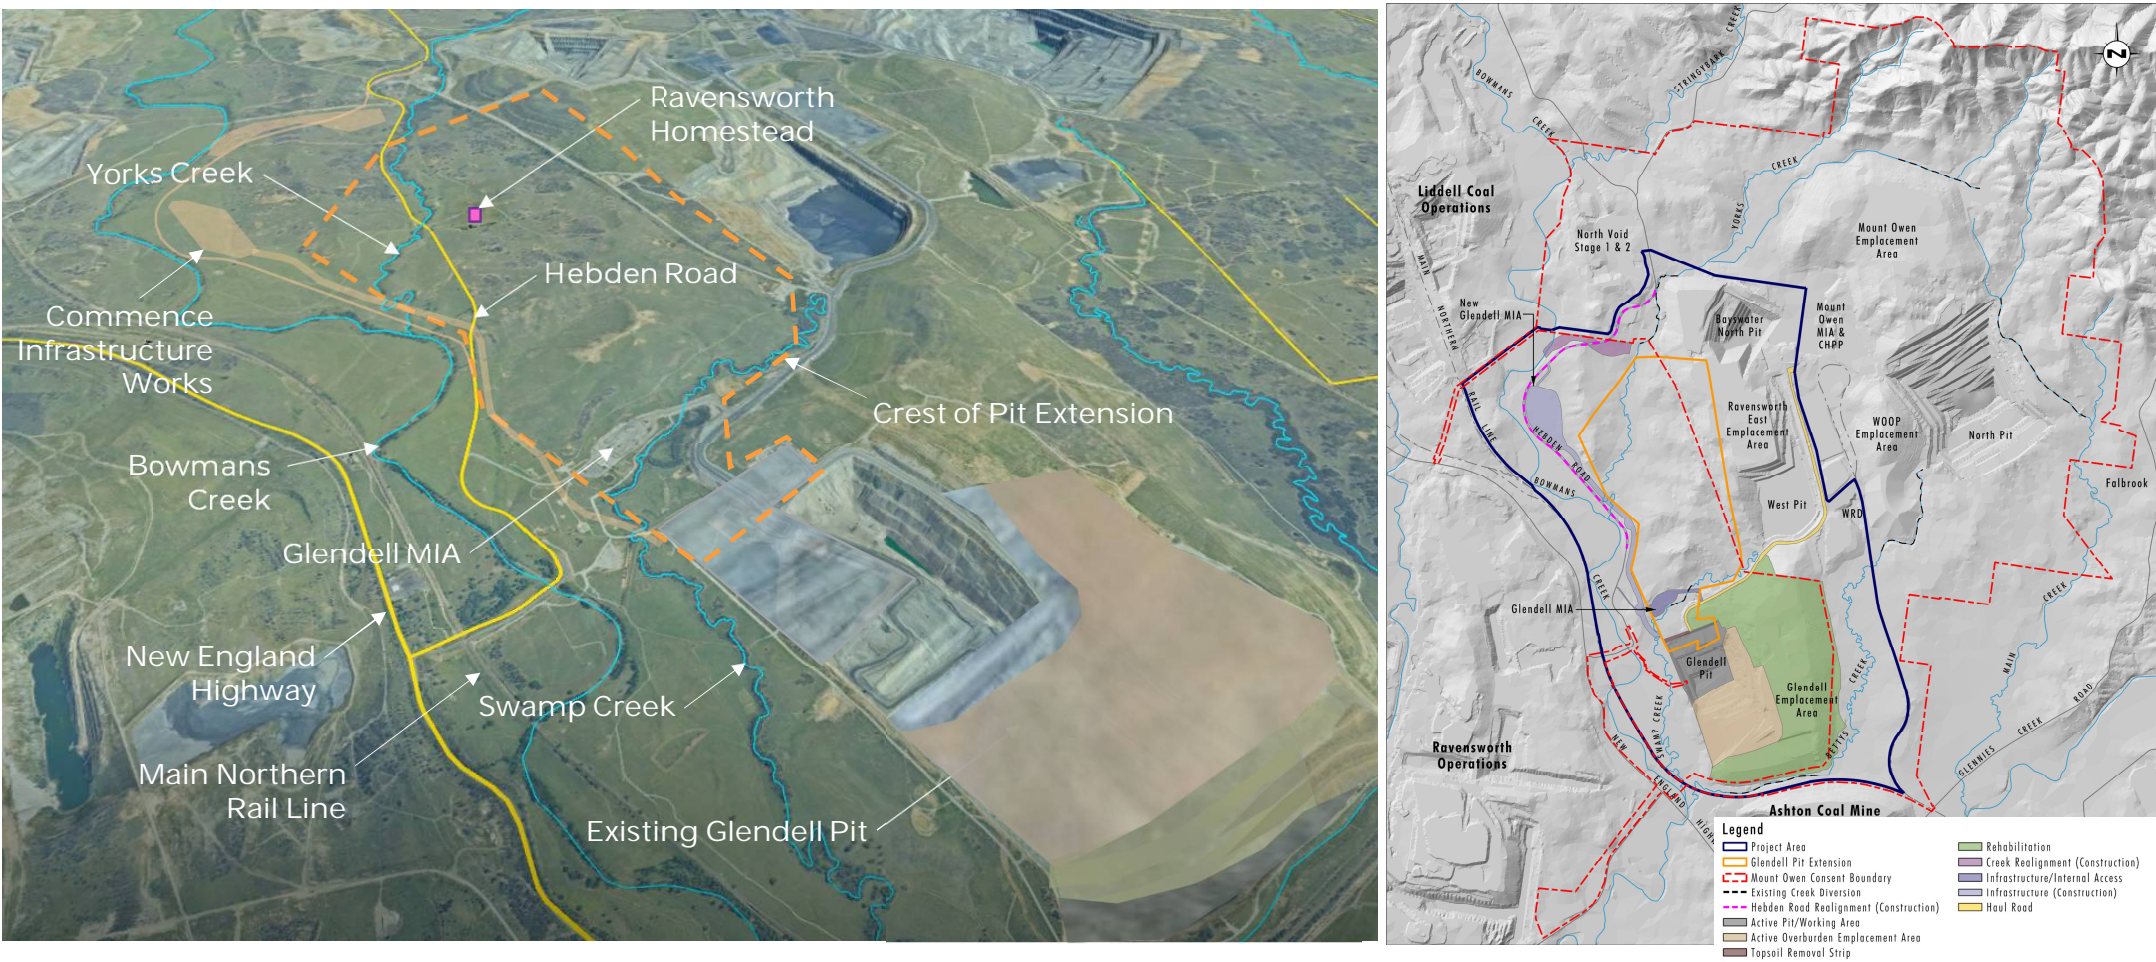 Ravensworth
Homestead
Yorks Creek
Hebden Road
Commence
Infrastructure
Works
Crest of Pit Extension
Bowmans
Creek
Glendell MIA
New England
Highway
Swamp Creek
Main Northern
Rail Line
Existing Glendell Pit
N
CREEK
STRINGYBARK
BOWMANS
CREEK
CREEK
YORKS
Liddell Coal
Operations
North Void
Stage 1 & 2
Mount Owen
Emplacement
Area
MAIN
NORTHERN
RAIL
LINE
New
Glendell MIA
Bayswater
North Pit
Mount
Owen
MIA &
CHPP
Ravensworth
East
Emplacement
Area
WOOP
Emplacement
Area
North Pit
Falbrook
HEBDEN
ROAD
BOWMANS
CREEK
West Pit
WRD
Glendell MIA
Glendell
Pit
Glendell
Emplacement
Area
CREEK
BETTYS
CREEK
MAIN
CREEK
GLENNIES
CREEK
ROAD
Ravensworth
Operations
NEW
ENGLAND
Ashton Coal Mine
Legend
Project Area
Glendell Pit Extension
Mount Owen Consent Boundary
Existing Creek Diversion
Hebden Road Realignment (Construction)
Active Pit/Working Area
Active Overburden Emplacement Area
Topsoil Removal Strip
Rehabilitation
Creek Realignment (Construction)
Infrastructure/Internal Access
Infrastructure (Construction)
Haul Road